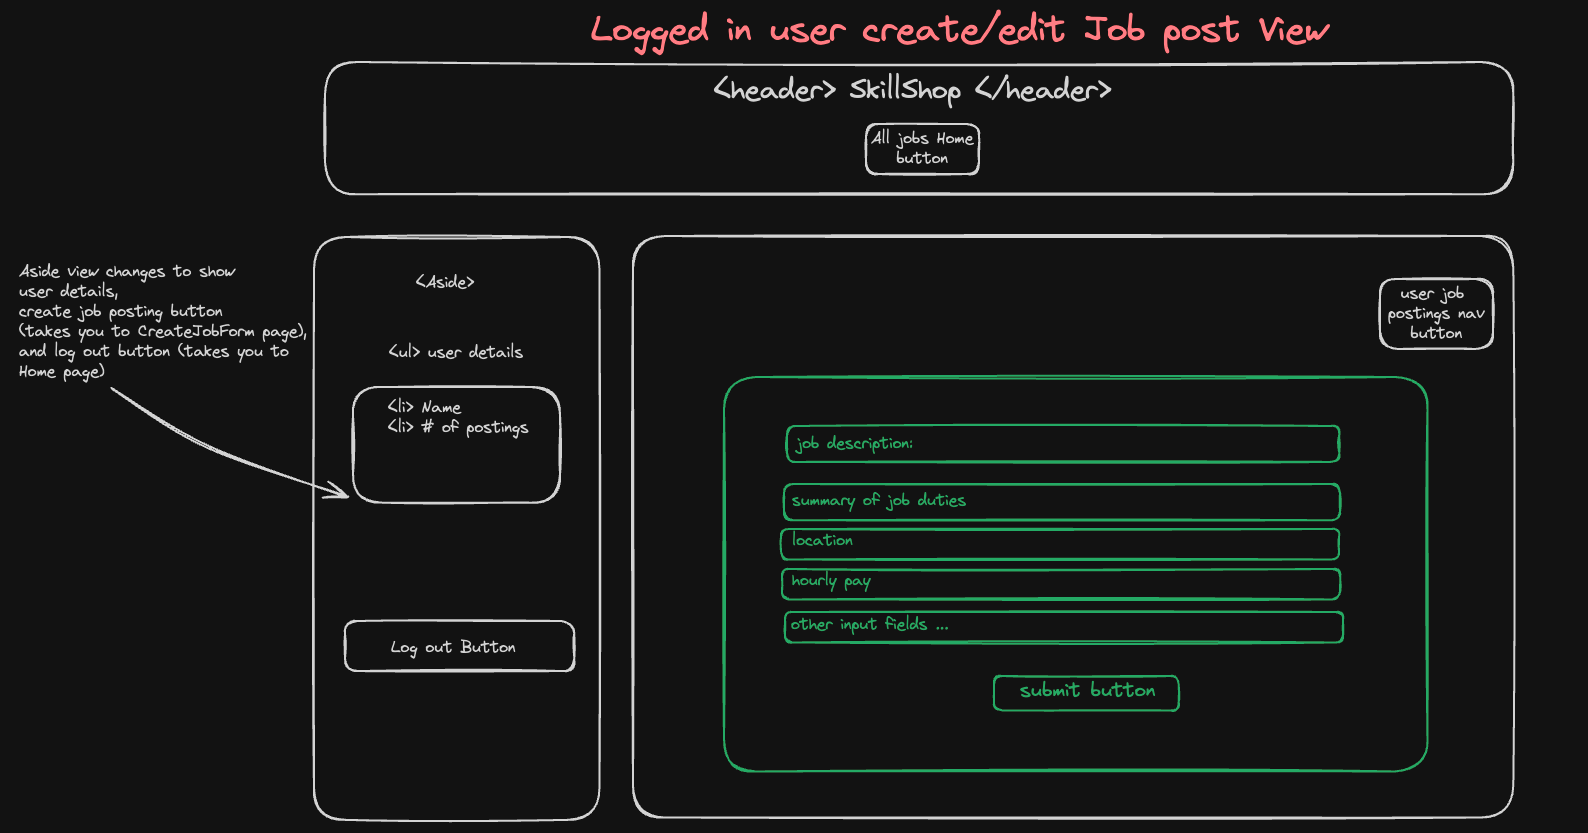 Logged in user create/edit Job post View
<header> SkillShop </header>
All jobs Home
button
Aside view changes to show
user details,
create job posting button
(takes you to CreateJobForm page),
and log out button (takes you to
Home page)
<Aside>
<ul> user details
<li> Name
<li> # of postings
Log out Button
user job
postings nav
button
job description:
summary of job duties
location
hourly pay
other input fields ...
submit button